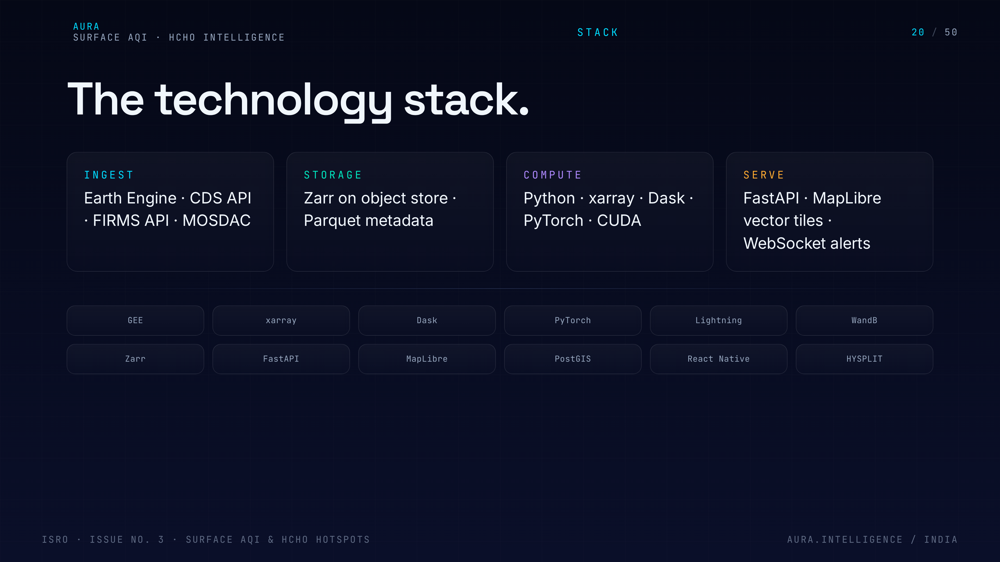 AURA
SURFACE AQI · HCHO INTELLIGENCE
STACK
20 / 50
The technology stack.
INGEST
Earth Engine · CDS API
· FIRMS API · MOSDAC
STORAGE
Zarr on object store ·
Parquet metadata
COMPUTE
Python · xarray · Dask ·
PyTorch · CUDA
SERVE
FastAPI · MapLibre
vector tiles ·
WebSocket alerts
GEE
xarray
Dask
PyTorch
Lightning
WandB
Zarr
FastAPI
MapLibre
PostGIS
React Native
HYSPLIT
ISRO · ISSUE NO. 3 · SURFACE AQI & HCHO HOTSPOTS
AURA.INTELLIGENCE / INDIA